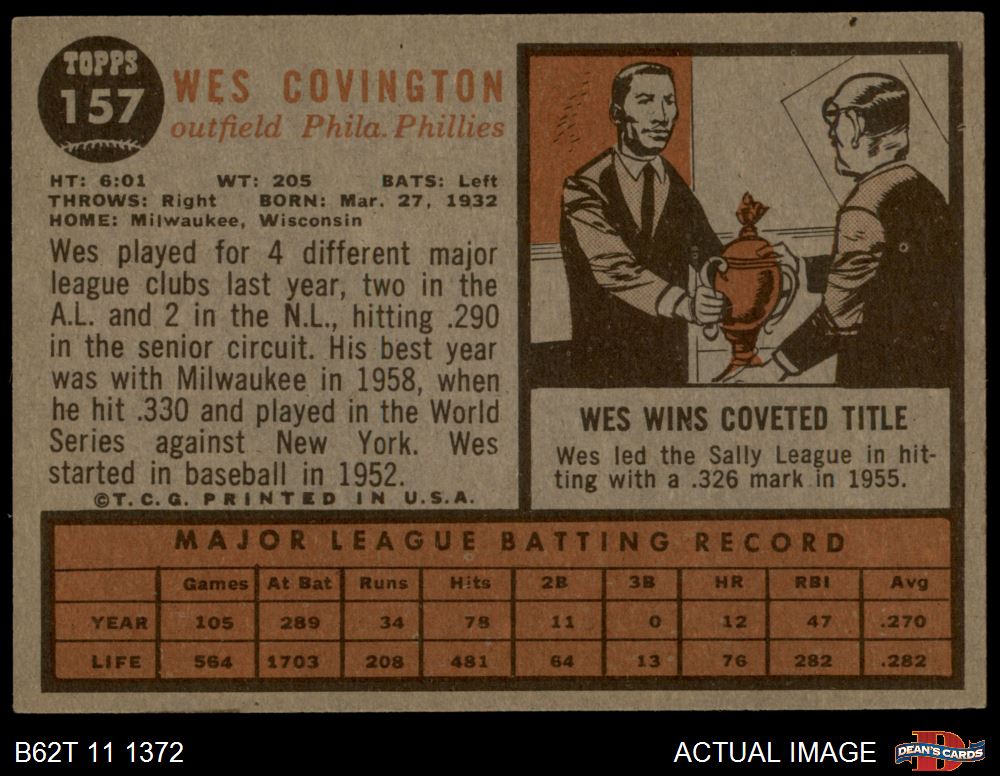 TOPPS
157
WES COVINGTON
outfield Phila. Phillies
HT: 6:01 WT: 205 BATS: Left
THROWS: Right BORN: Mar. 27, 1932
HOME: Milwaukee, Wisconsin
Wes played for 4 different major
league clubs last year, two in the
A.L. and 2 in the N.L., hitting .290
in the senior circuit. His best year
was with Milwaukee in 1958, when
he hit .330 and played in the World
Series against New York. Wes
started in baseball in 1952.
©T.C.G. PRINTED IN U.S.A.
WES WINS COVETED TITLE
Wes led the Sally League in hit-
ting with a .326 mark in 1955.
MAJOR LEAGUE BATTING RECORD
Games At Bat Runs Hits 2B 3B HR RBI Avg
YEAR 105 289 34 78 11 0 12 47 .270
LIFE 564 1703 208 481 64 13 76 282 .282
B62T 11 1372
ACTUAL IMAGE
DEAN'S CARDS